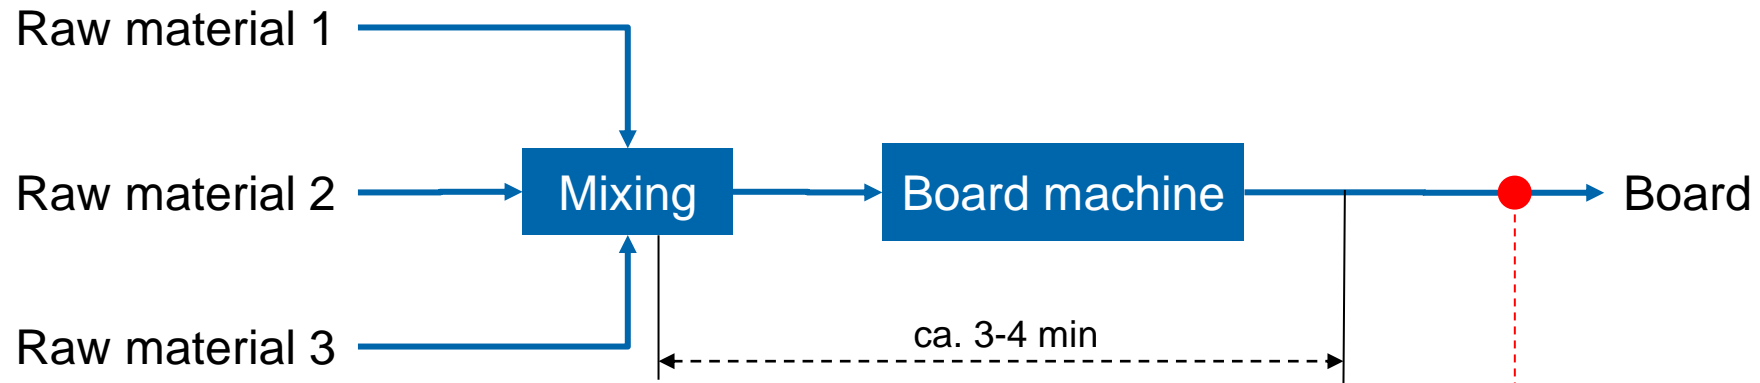 Raw material 1
Raw material 2
Mixing
Board machine
Board
Raw material 3
ca. 3-4 min